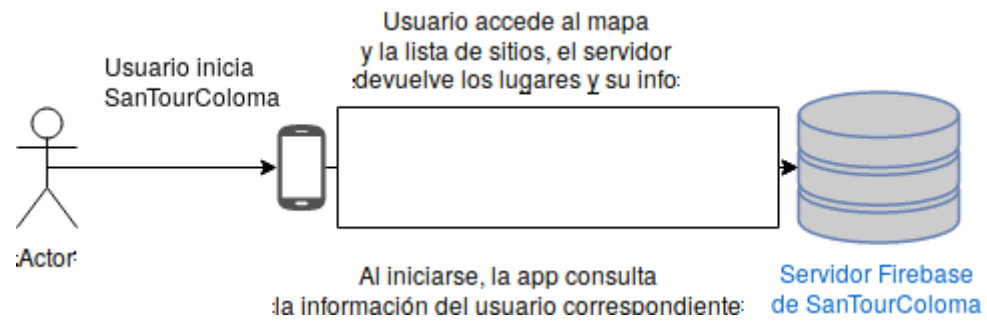 Usuario accede al mapa
y la lista de sitios, el servidor
devuelve los lugares y su info
Usuario inicia
SanTourColoma
Actor
Al iniciarse, la app consulta
la información del usuario correspondiente
Servidor Firebase
de SanTourColoma